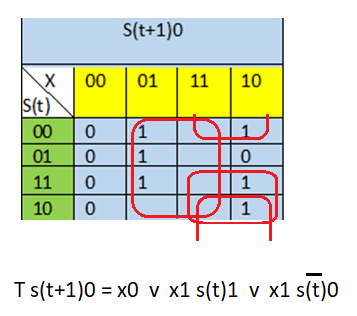 S(t+1)0
X 00 01 11 10
S(t)
00 0 1 1
01 0 1 0
11 0 1 1
10 0 1
T s(t+1)0 = x0 v x1 s(t)1 v x1 s(t̅)0